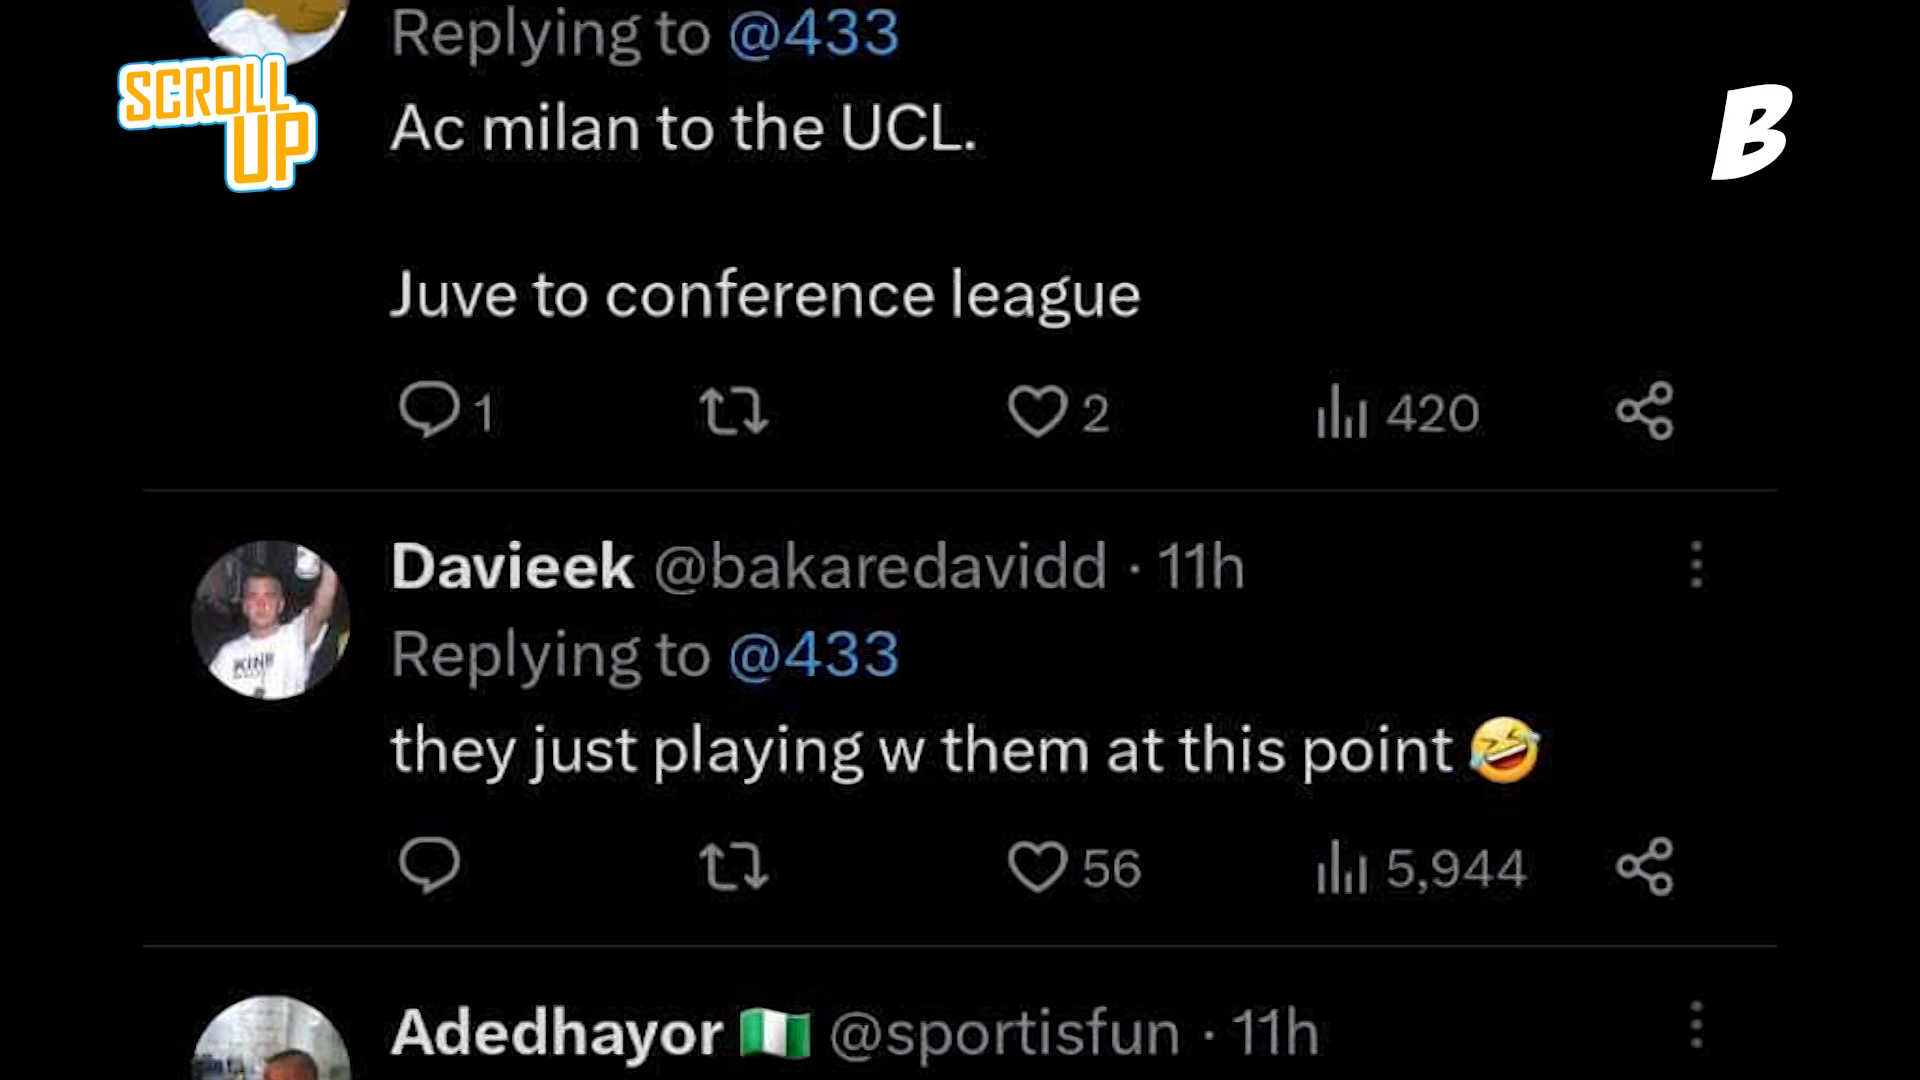 Replying to @433
SCROLL
UP
B
Ac milan to the UCL.
Juve to conference league
1 2 420
Davieek @bakaredavidd · 11h
Replying to @433
they just playing w them at this point 🤣
56 5,944
Adedhayor 🇳🇬 @sportisfun · 11h